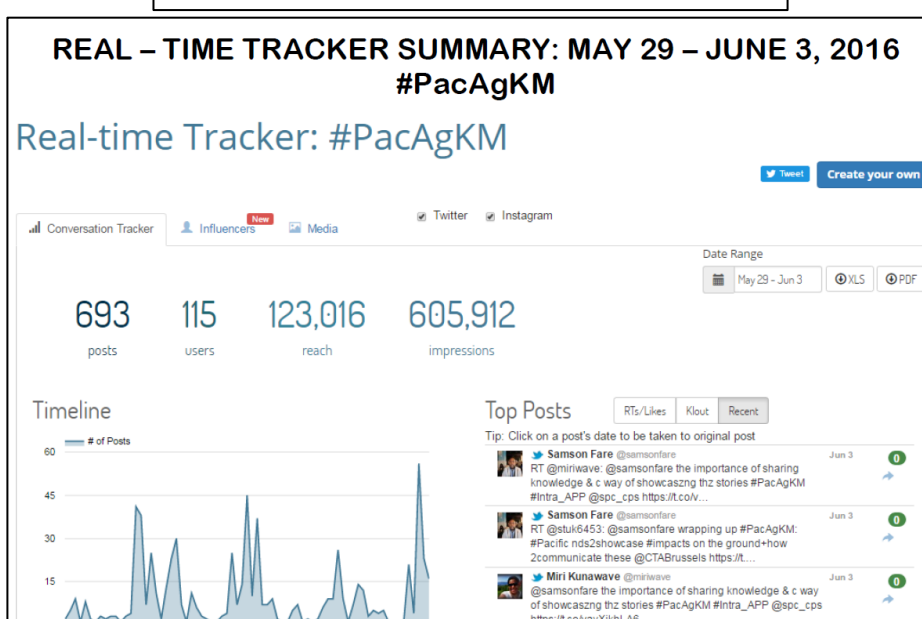 REAL – TIME TRACKER SUMMARY: MAY 29 – JUNE 3, 2016
#PacAgKM
Real-time Tracker: #PacAgKM
Tweet
Create your own
Conversation Tracker
Influencers
New
Media
Twitter
Instagram
Date Range
May 29 - Jun 3
XLS
PDF
693
posts
115
users
123,016
reach
605,912
impressions
Timeline
# of Posts
60
45
30
15
Top Posts
RTs/Likes
Klout
Recent
Tip: Click on a post's date to be taken to original post
Samson Fare @samsonfare
Jun 3
0
RT @miriwave: @samsonfare the importance of sharing
knowledge & c way of showcaszng thz stories #PacAgKM
#Intra_APP @spc_cps https://t.co/v…
Samson Fare @samsonfare
Jun 3
0
RT @stuk6453: @samsonfare wrapping up #PacAgKM:
#Pacific nds2showcase #impacts on the ground+how
2communicate these @CTABrussels https://t.…
Miri Kunawave @miriwave
Jun 3
0
@samsonfare the importance of sharing knowledge & c way
of showcaszng thz stories #PacAgKM #Intra_APP @spc_cps